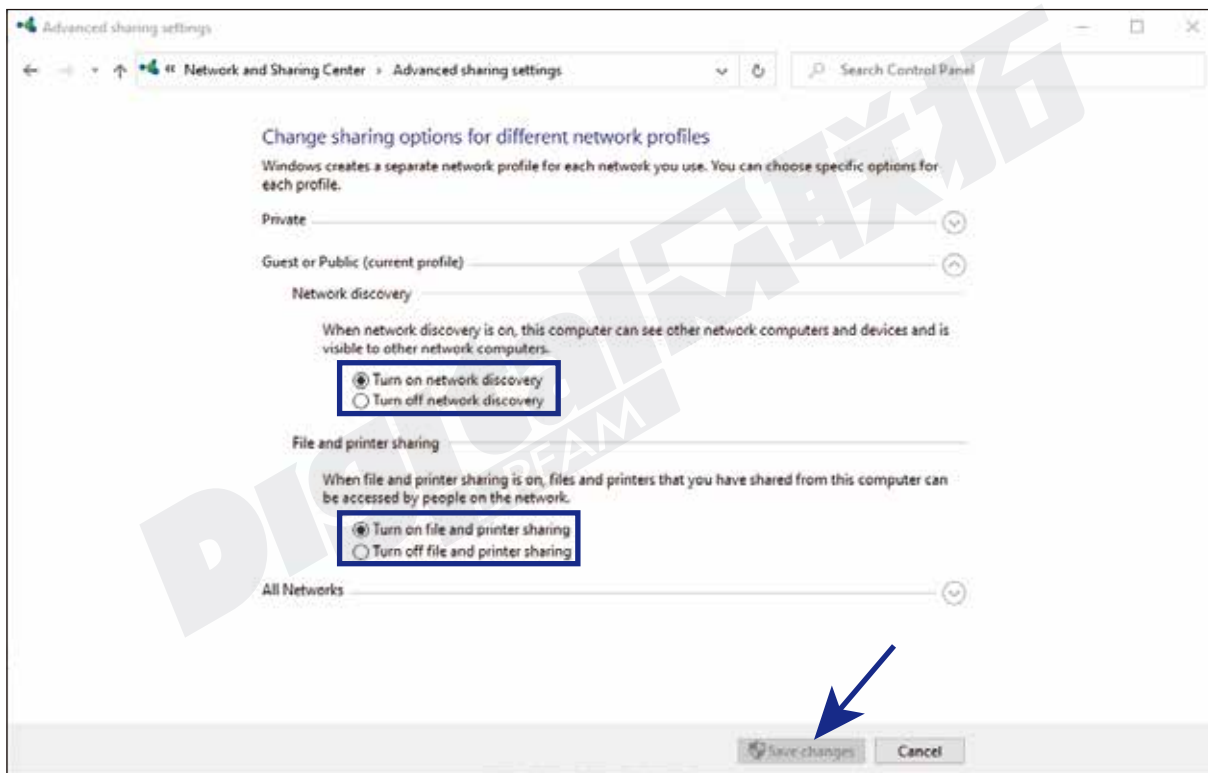 Advanced sharing settings
« Network and Sharing Center › Advanced sharing settings
Search Control Panel
Change sharing options for different network profiles
Windows creates a separate network profile for each network you use. You can choose specific options for
each profile.
Private
Guest or Public (current profile)
Network discovery
When network discovery is on, this computer can see other network computers and devices and is
visible to other network computers.
Turn on network discovery
Turn off network discovery
File and printer sharing
When file and printer sharing is on, files and printers that you have shared from this computer can
be accessed by people on the network.
Turn on file and printer sharing
Turn off file and printer sharing
All Networks
Save changes
Cancel
联拓